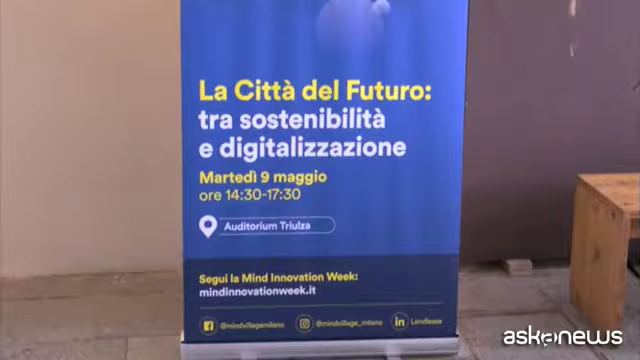 La Città del Futuro:
tra sostenibilità
e digitalizzazione
Martedì 9 maggio
ore 14:30-17:30
Auditorium Triulza
Segui la Mind Innovation Week:
mindinnovationweek.it
@mindvillagemilano @mindvillage_milano Lendlease
askanews